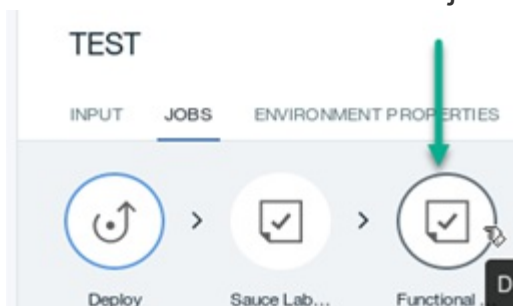 TEST
INPUT JOBS ENVIRONMENT PROPERTIES
Deploy Sauce Lab... Functional ...
D